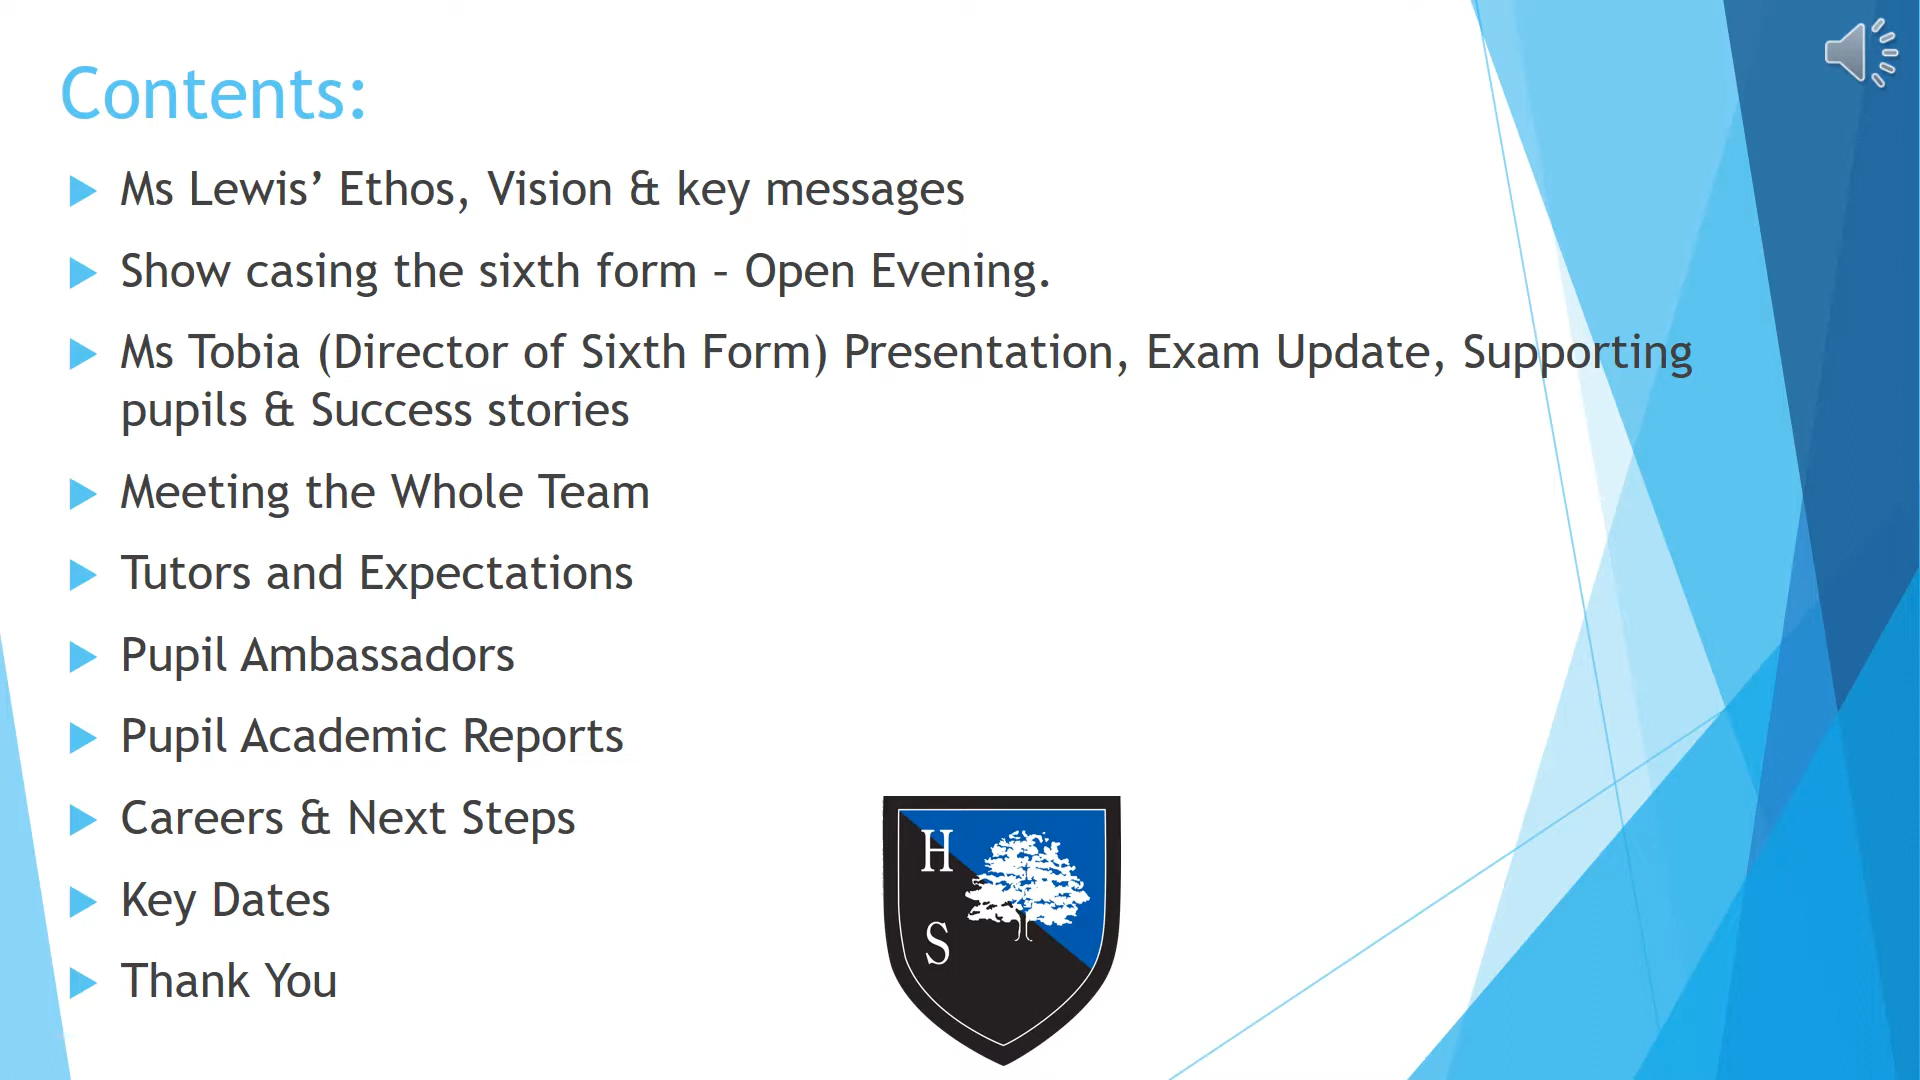 Contents:
Ms Lewis’ Ethos, Vision & key messages
Show casing the sixth form – Open Evening.
Ms Tobia (Director of Sixth Form) Presentation, Exam Update, Supporting
pupils & Success stories
Meeting the Whole Team
Tutors and Expectations
Pupil Ambassadors
Pupil Academic Reports
Careers & Next Steps
Key Dates
Thank You
H
S